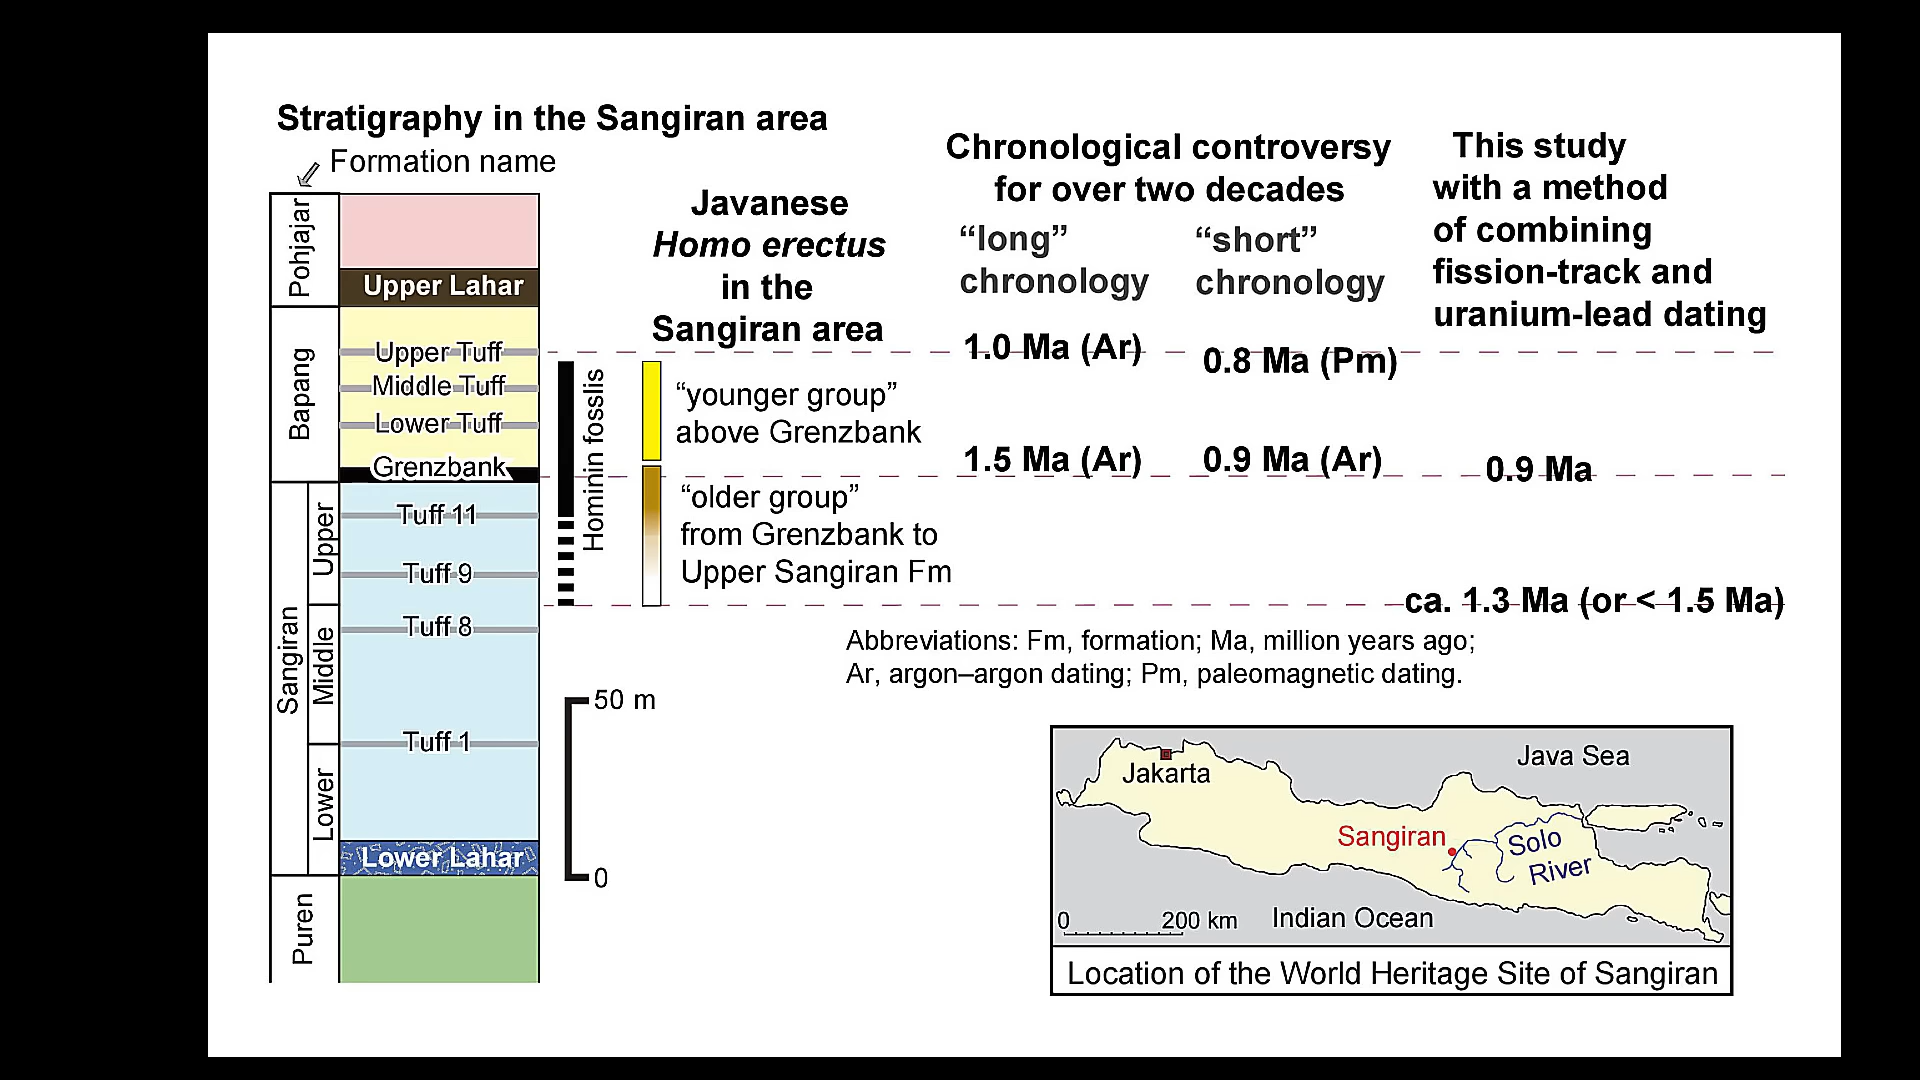 Stratigraphy in the Sangiran area
Formation name
Pohjajar
Upper Lahar
Bapang
Upper Tuff
Middle Tuff
Lower Tuff
Grenzbank
Sangiran
Upper
Tuff 11
Tuff 9
Middle
Tuff 8
Tuff 1
Lower
Lower Lahar
Puren
Hominin fosslis
50 m
0
Javanese
Homo erectus
in the
Sangiran area
“younger group”
above Grenzbank
“older group”
from Grenzbank to
Upper Sangiran Fm
Chronological controversy
for over two decades
“long”
chronology
1.0 Ma (Ar)
1.5 Ma (Ar)
“short”
chronology
0.8 Ma (Pm)
0.9 Ma (Ar)
This study
with a method
of combining
fission-track and
uranium-lead dating
0.9 Ma
ca. 1.3 Ma (or < 1.5 Ma)
Abbreviations: Fm, formation; Ma, million years ago;
Ar, argon–argon dating; Pm, paleomagnetic dating.
Java Sea
Jakarta
Sangiran
Solo
River
0 200 km
Indian Ocean
Location of the World Heritage Site of Sangiran